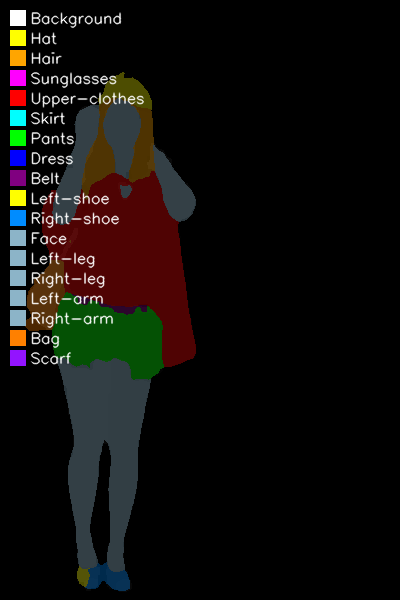 Background
Hat
Hair
Sunglasses
Upper-clothes
Skirt
Pants
Dress
Belt
Left-shoe
Right-shoe
Face
Left-leg
Right-leg
Left-arm
Right-arm
Bag
Scarf